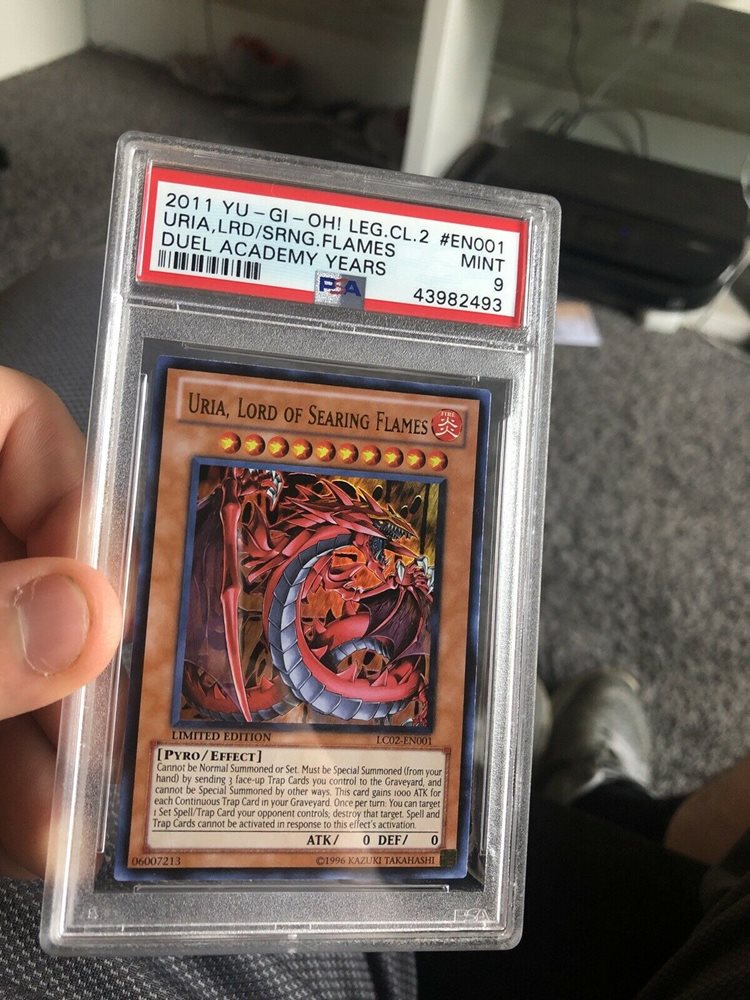 2011 YU-GI-OH! LEG.CL.2 #EN001
URIA,LRD/SRNG.FLAMES MINT
DUEL ACADEMY YEARS 9
PSA 43982493
URIA, LORD OF SEARING FLAMES
FIRE
炎
LIMITED EDITION LC02-EN001
[PYRO/EFFECT]
Cannot be Normal Summoned or Set. Must be Special Summoned (from your
hand) by sending 3 face-up Trap Cards you control to the Graveyard, and
cannot be Special Summoned by other ways. This card gains 1000 ATK for
each Continuous Trap Card in your Graveyard. Once per turn: You can target
1 Set Spell/Trap Card your opponent controls; destroy that target. Spell and
Trap Cards cannot be activated in response to this effect's activation.
ATK/ 0 DEF/ 0
06007213 ©1996 KAZUKI TAKAHASHI
PSA